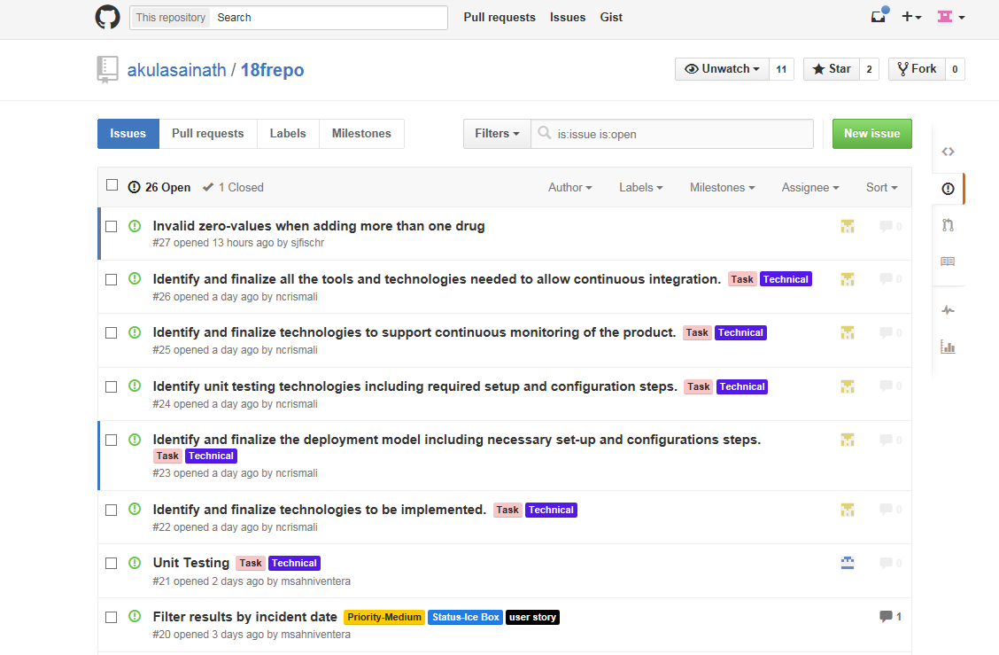 This repository Search Pull requests Issues Gist
akulasainath / 18frepo Unwatch 11 Star 2 Fork 0
Issues Pull requests Labels Milestones Filters is:issue is:open New issue
26 Open 1 Closed Author Labels Milestones Assignee Sort
Invalid zero-values when adding more than one drug 0
#27 opened 13 hours ago by sjfischr
Identify and finalize all the tools and technologies needed to allow continuous integration. Task Technical 0
#26 opened a day ago by ncrismali
Identify and finalize technologies to support continuous monitoring of the product. Task Technical 0
#25 opened a day ago by ncrismali
Identify unit testing technologies including required setup and configuration steps. Task Technical 0
#24 opened a day ago by ncrismali
Identify and finalize the deployment model including necessary set-up and configurations steps. 0
Task Technical
#23 opened a day ago by ncrismali
Identify and finalize technologies to be implemented. Task Technical 0
#22 opened a day ago by ncrismali
Unit Testing Task Technical 0
#21 opened 2 days ago by msahniventera
Filter results by incident date Priority-Medium Status-Ice Box user story 1
#20 opened 3 days ago by msahniventera